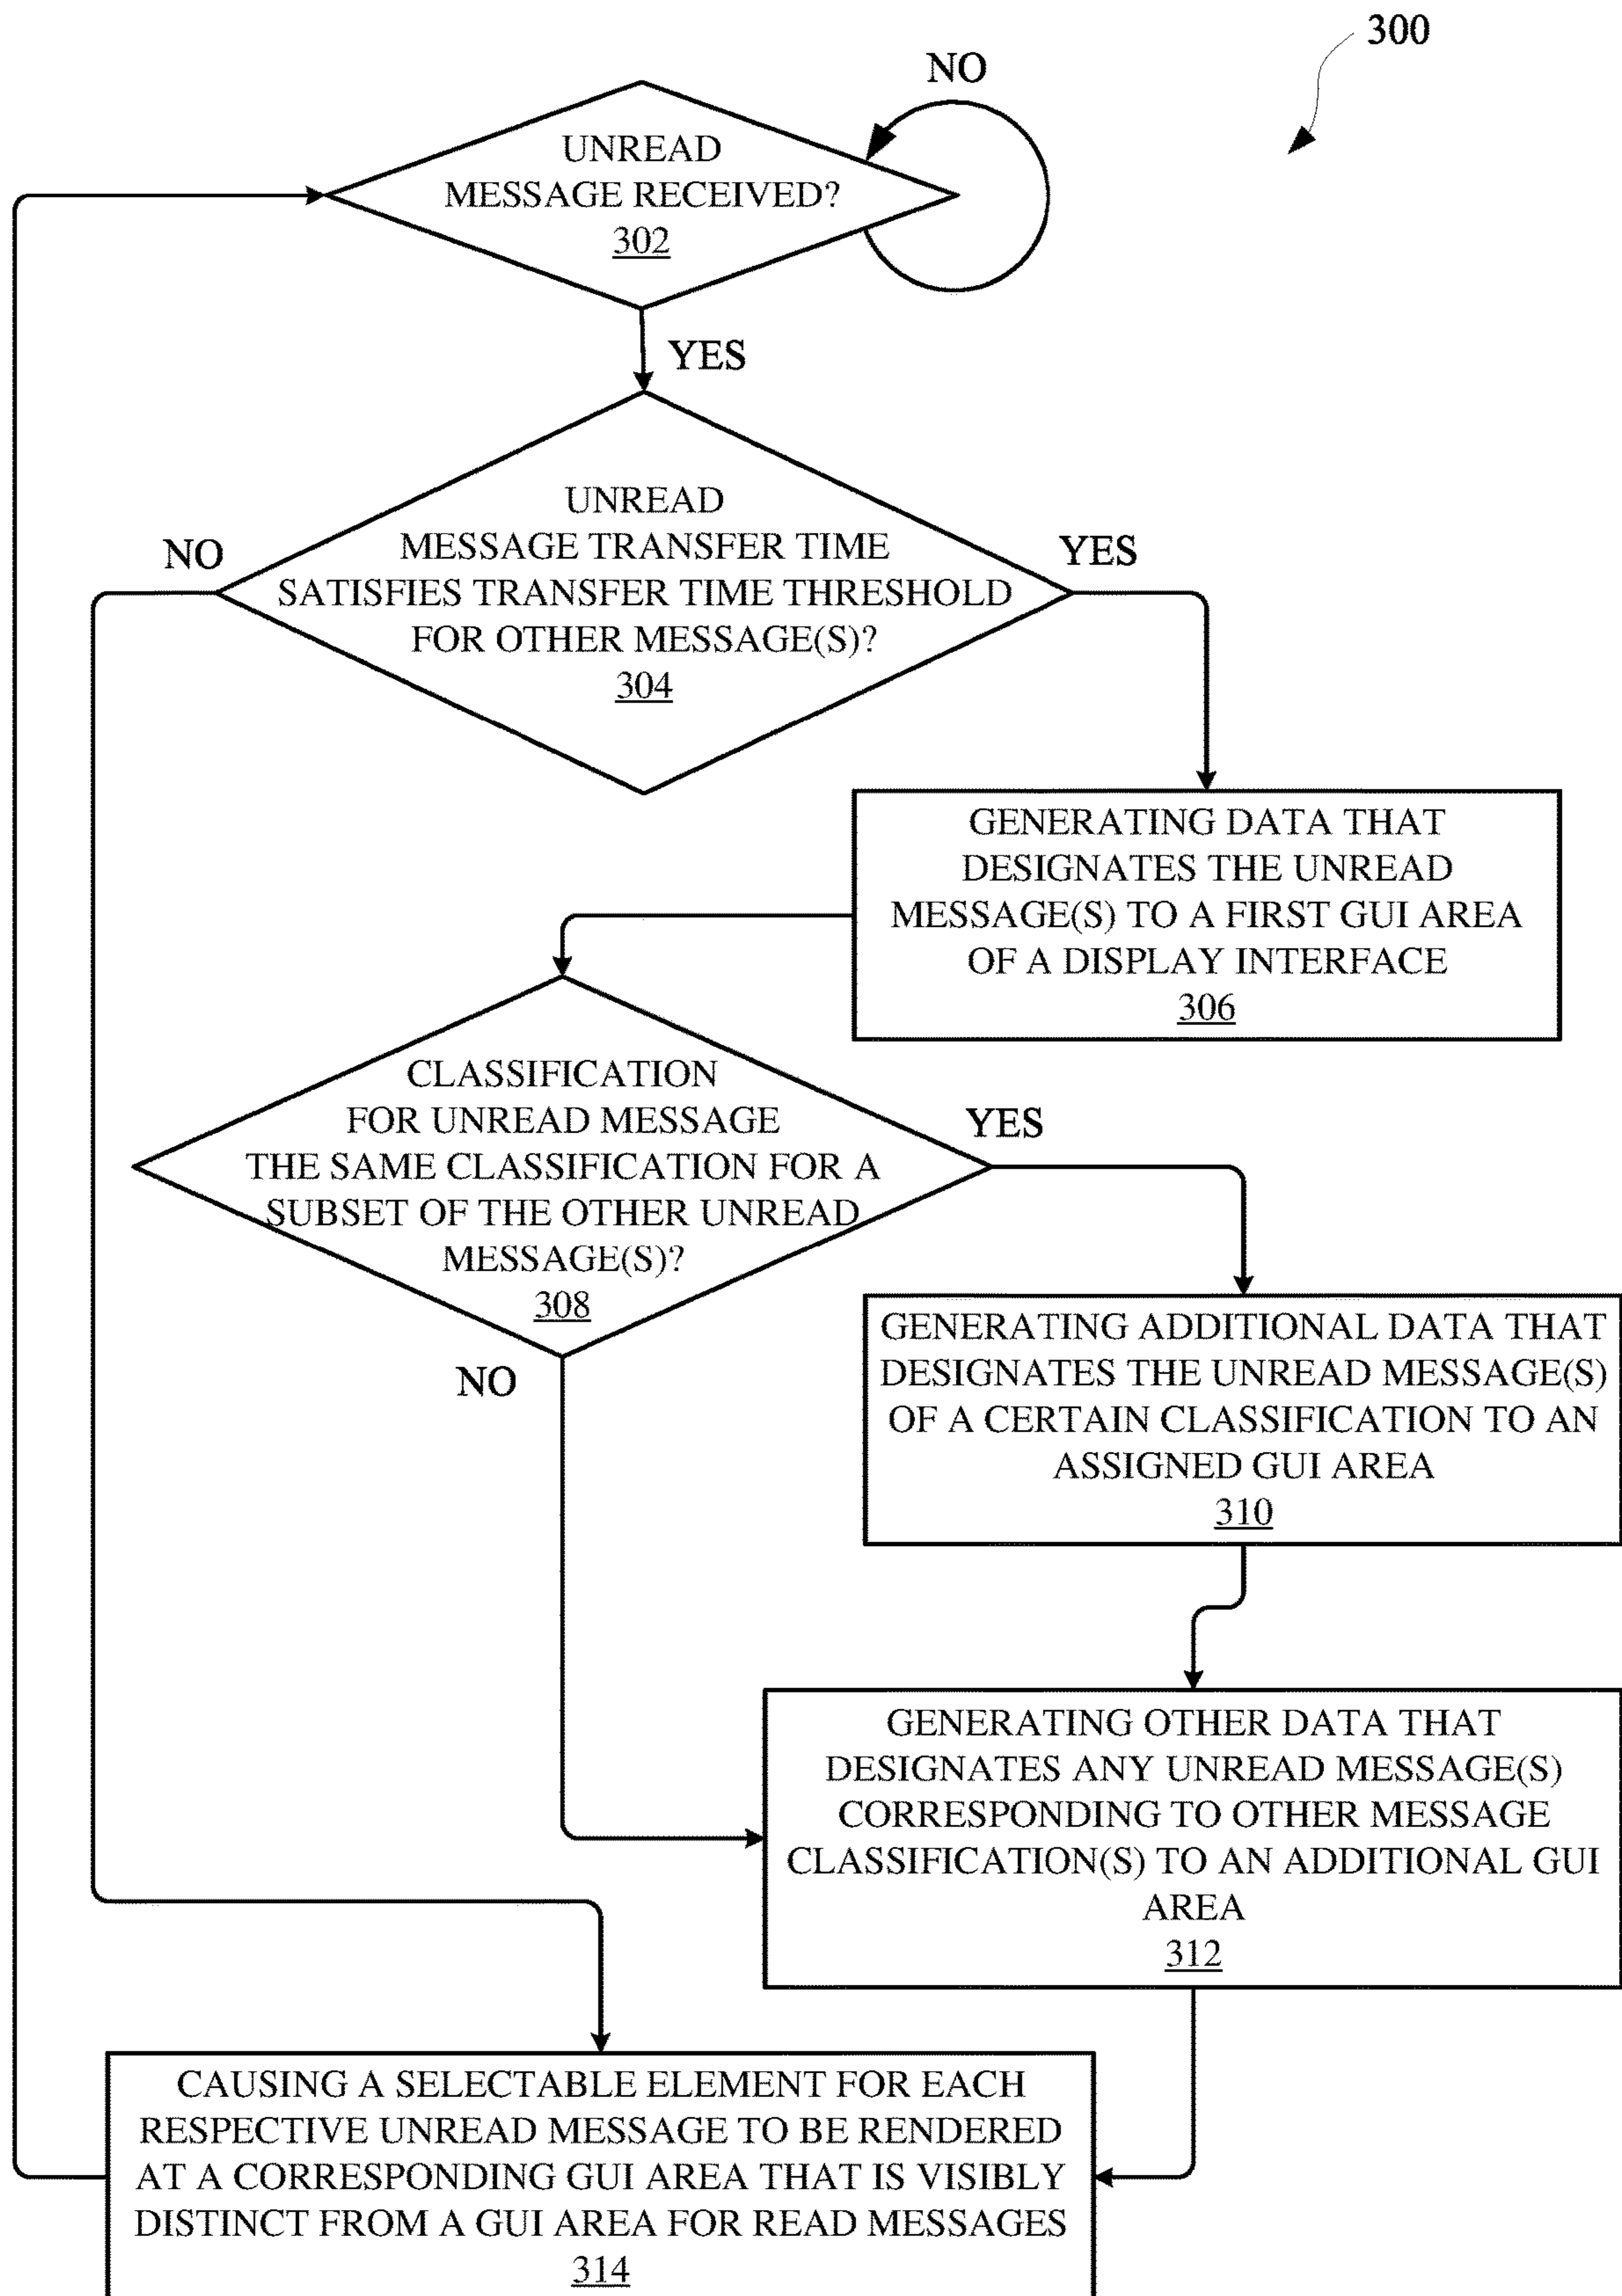 300
NO
UNREAD
MESSAGE RECEIVED?
302
YES
UNREAD
MESSAGE TRANSFER TIME
SATISFIES TRANSFER TIME THRESHOLD
FOR OTHER MESSAGE(S)?
304
NO
YES
GENERATING DATA THAT
DESIGNATES THE UNREAD
MESSAGE(S) TO A FIRST GUI AREA
OF A DISPLAY INTERFACE
306
CLASSIFICATION
FOR UNREAD MESSAGE
THE SAME CLASSIFICATION FOR A
SUBSET OF THE OTHER UNREAD
MESSAGE(S)?
308
YES
NO
GENERATING ADDITIONAL DATA THAT
DESIGNATES THE UNREAD MESSAGE(S)
OF A CERTAIN CLASSIFICATION TO AN
ASSIGNED GUI AREA
310
GENERATING OTHER DATA THAT
DESIGNATES ANY UNREAD MESSAGE(S)
CORRESPONDING TO OTHER MESSAGE
CLASSIFICATION(S) TO AN ADDITIONAL GUI
AREA
312
CAUSING A SELECTABLE ELEMENT FOR EACH
RESPECTIVE UNREAD MESSAGE TO BE RENDERED
AT A CORRESPONDING GUI AREA THAT IS VISIBLY
DISTINCT FROM A GUI AREA FOR READ MESSAGES
314